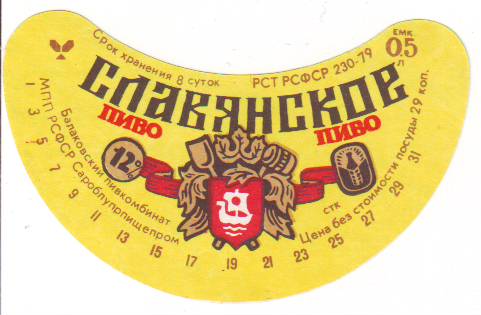 Срок хранения 8 суток
РСТ РСФСР 230-79
ЕМК.
0,5 л
СЛАВЯНСКОЕ
ПИВО
ПИВО
12%
МПП РСФСР Сароблпурпищепром
Балаковский пивкомбинат
стк
Цена без стоимости посуды 29 коп.
1 3 5 7 9 11 13 15 17 19 21 23 25 27 29 31